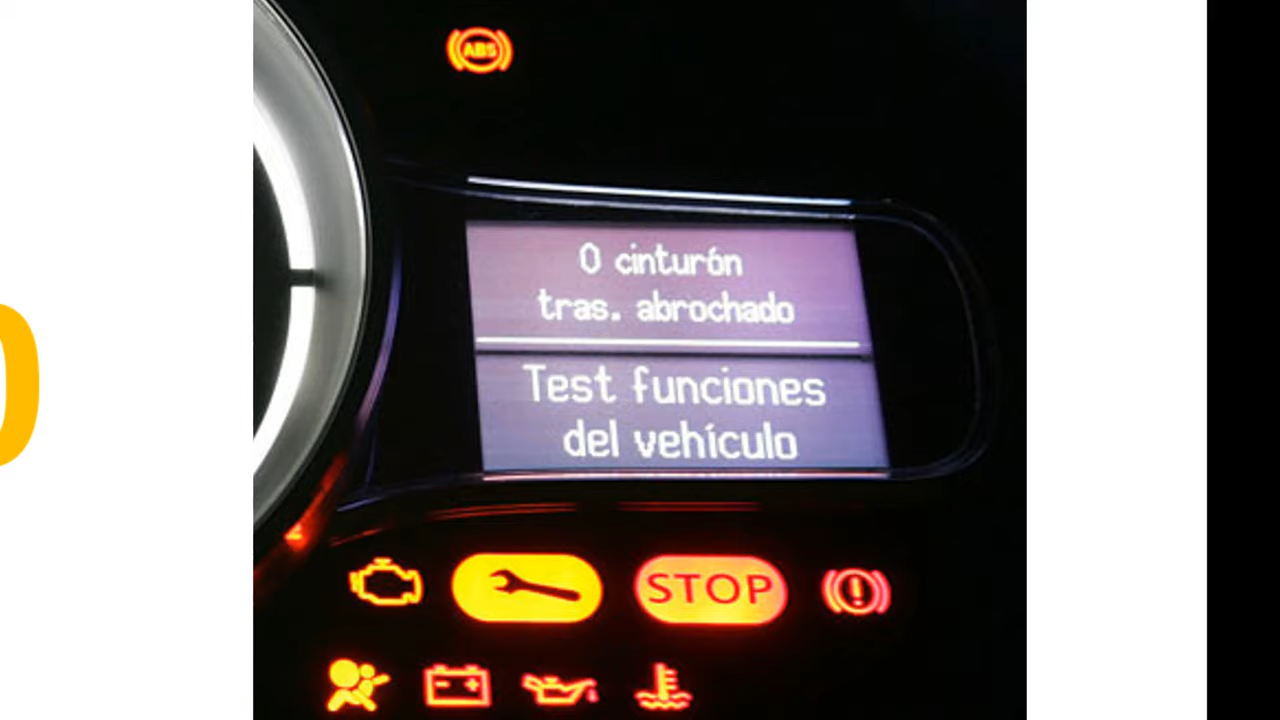 ABS
0 cinturón
tras. abrochado
Test funciones
del vehículo
STOP